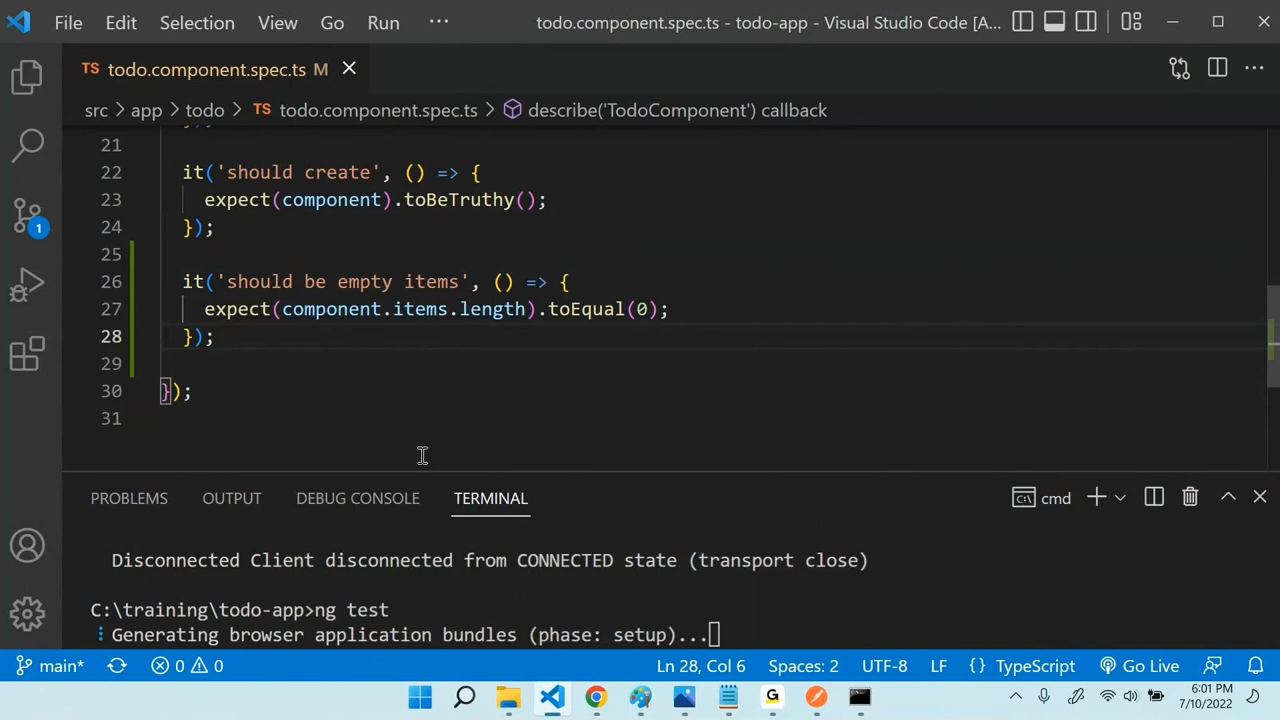 File Edit Selection View Go Run ··· todo.component.spec.ts - todo-app - Visual Studio Code [A...
TS todo.component.spec.ts M
src > app > todo > TS todo.component.spec.ts > describe('TodoComponent') callback
21
22 it('should create', () => {
23 expect(component).toBeTruthy();
24 });
25
26 it('should be empty items', () => {
27 expect(component.items.length).toEqual(0);
28 });
29
30 });
31
1
PROBLEMS OUTPUT DEBUG CONSOLE TERMINAL cmd
Disconnected Client disconnected from CONNECTED state (transport close)
C:\training\todo-app>ng test
Generating browser application bundles (phase: setup)...
main* 0 0 Ln 28, Col 6 Spaces: 2 UTF-8 LF {} TypeScript Go Live
G
6:01 PM
7/10/2022